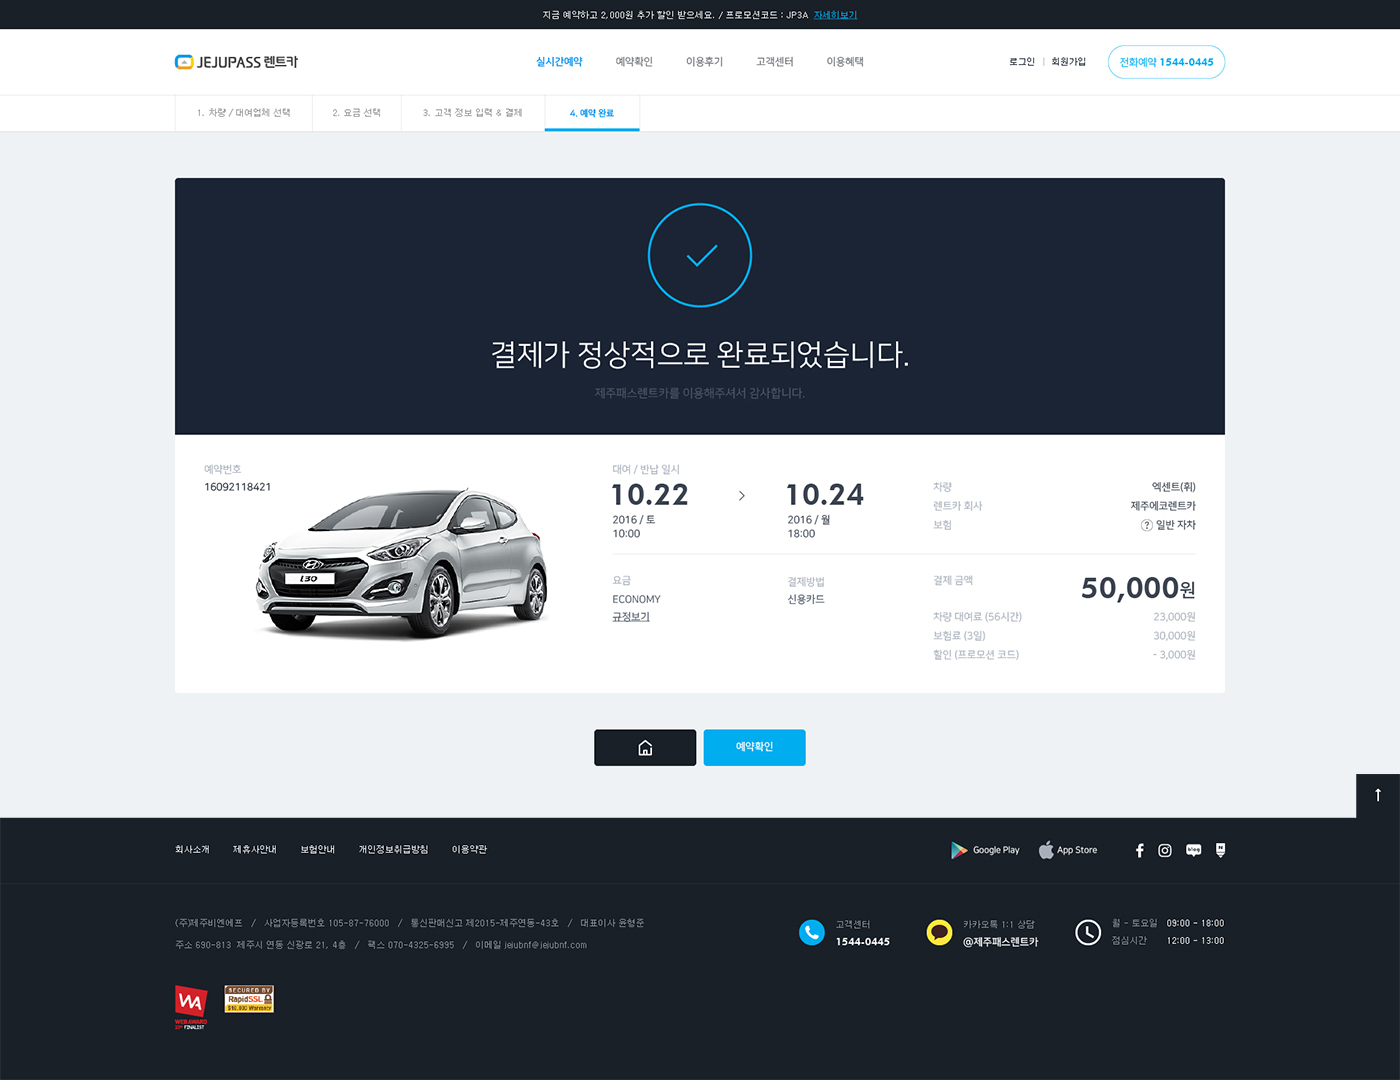 지금 예약하고 2,000원 추가 할인 받으세요. / 프로모션코드 : JP3A 자세히보기
JEJUPASS 렌트카
실시간예약 예약확인 이용후기 고객센터 이용혜택
로그인 | 회원가입
전화예약 1544-0445
1. 차량 / 대여업체 선택
2. 요금 선택
3. 고객 정보 입력 & 결제
4. 예약 완료
결제가 정상적으로 완료되었습니다.
제주패스렌트카를 이용해주셔서 감사합니다.
예약번호
16092118421
i30
대여 / 반납 일시
10.22 > 10.24
2016 / 토 2016 / 월
10:00 18:00
차량 엑센트(휘)
렌트카 회사 제주에코렌트카
보험 ? 일반 자차
요금
ECONOMY
규정보기
결제방법
신용카드
결제 금액 50,000원
차량 대여료 (56시간) 23,000원
보험료 (3일) 30,000원
할인 (프로모션 코드) - 3,000원
예약확인
회사소개 제휴사안내 보험안내 개인정보취급방침 이용약관
Google Play
App Store
blog
N
(주)제주비엔에프 / 사업자등록번호 105-87-76000 / 통신판매신고 제2015-제주연동-43호 / 대표이사 윤형준
주소 690-813 제주시 연동 신광로 21, 4층 / 팩스 070-4325-6995 / 이메일 jejubnf@jejubnf.com
고객센터
1544-0445
카카오톡 1:1 상담
@제주패스렌트카
월 - 토요일 09:00 - 18:00
점심시간 12:00 - 13:00
WA
WEB AWARD
FINALIST
SECURED BY
RapidSSL
$10,000 Warranty